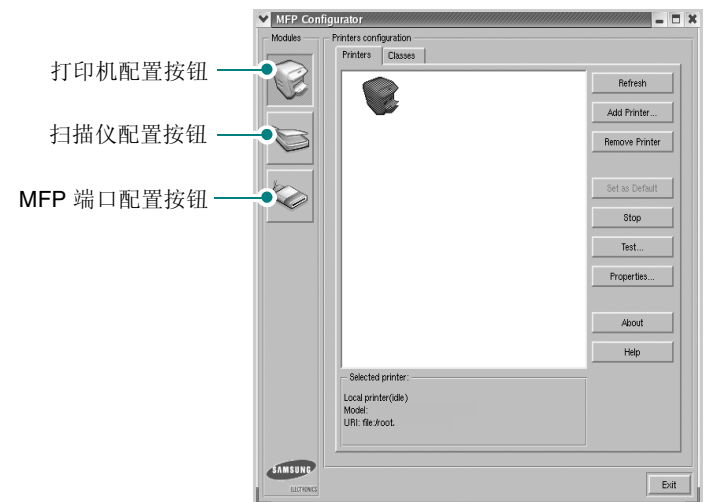 MFP Configurator
Modules
Printers configuration
Printers
Classes
打印机配置按钮
扫描仪配置按钮
MFP 端口配置按钮
Refresh
Add Printer...
Remove Printer
Set as Default
Stop
Test...
Properties...
About
Help
Selected printer:
Local printer(idle)
Model:
URI: file:/root.
SAMSUNG
ELECTRONICS
Exit